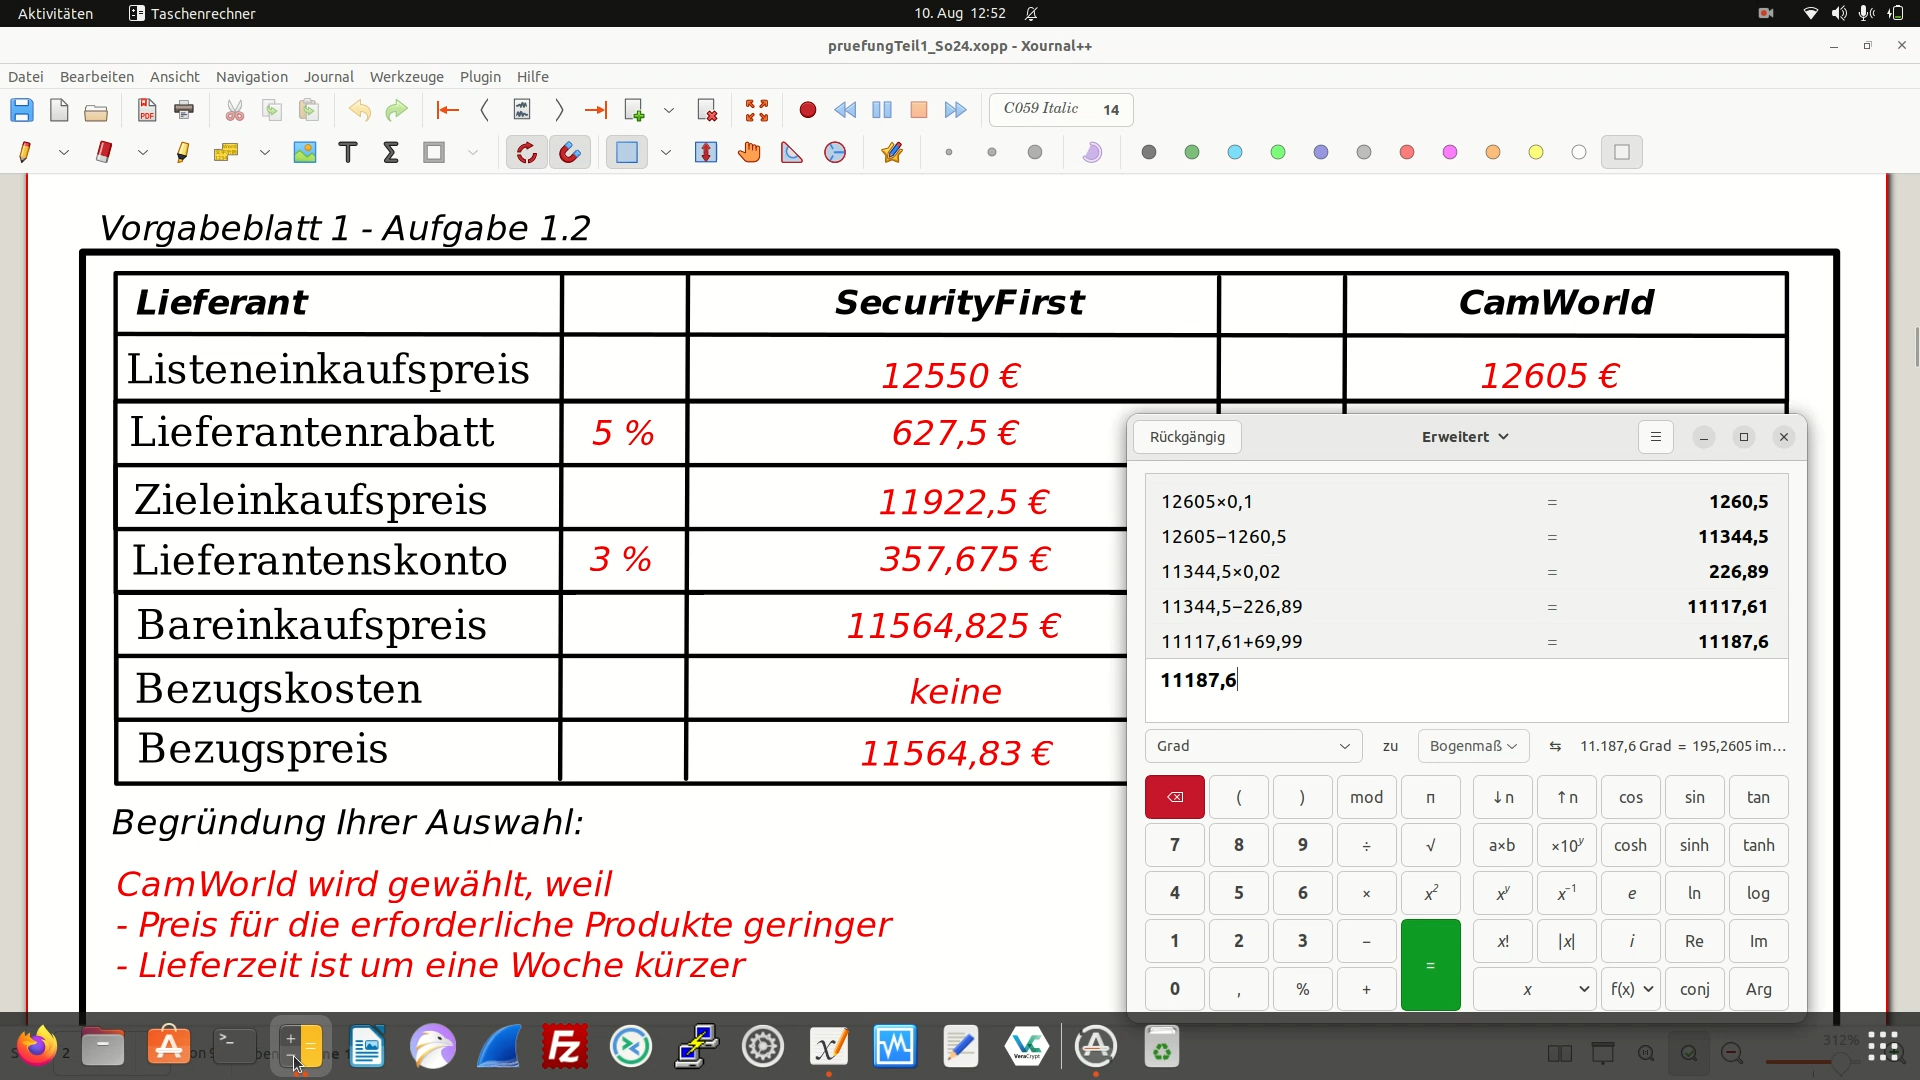 Aktivitäten Taschenrechner 10. Aug 12:52
pruefungTeil1_So24.xopp - Xournal++
Datei Bearbeiten Ansicht Navigation Journal Werkzeuge Plugin Hilfe
C059 Italic 14
Vorgabeblatt 1 - Aufgabe 1.2
Lieferant SecurityFirst CamWorld
Listeneinkaufspreis 12550 € 12605 €
Lieferantenrabatt 5 % 627,5 €
Zieleinkaufspreis 11922,5 €
Lieferantenskonto 3 % 357,675 €
Bareinkaufspreis 11564,825 €
Bezugskosten keine
Bezugspreis 11564,83 €
Begründung Ihrer Auswahl:
CamWorld wird gewählt, weil
- Preis für die erforderliche Produkte geringer
- Lieferzeit ist um eine Woche kürzer
Rückgängig Erweitert
12605×0,1 = 1260,5
12605−1260,5 = 11344,5
11344,5×0,02 = 226,89
11344,5−226,89 = 11117,61
11117,61+69,99 = 11187,6
11187,6
Grad zu Bogenmaß 11.187,6 Grad = 195,2605 im…
( ) mod π ↓n ↑n cos sin tan
7 8 9 ÷ √ a×b ×10^y cosh sinh tanh
4 5 6 × x² x^y x⁻¹ e ln log
1 2 3 − = x! |x| i Re Im
0 , % + x f(x) conj Arg
312%